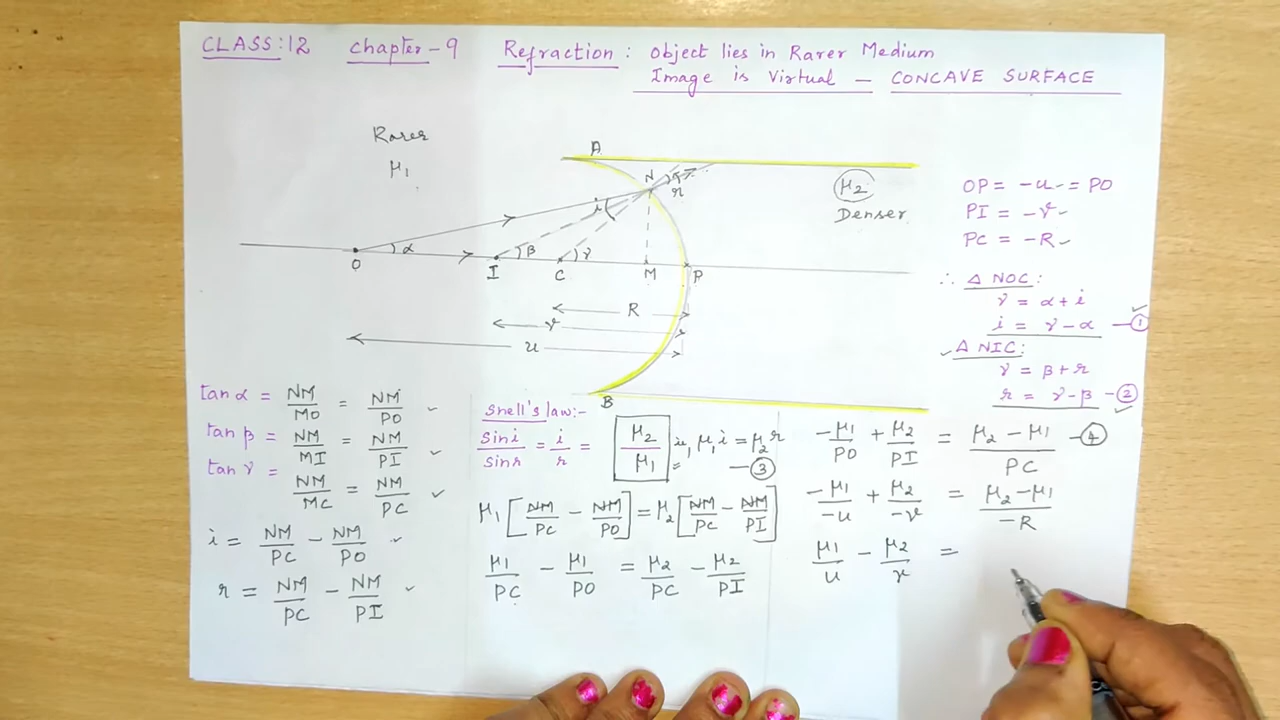 CLASS:12 chapter-9 Refraction: object lies in Rarer Medium
Image is Virtual — CONCAVE SURFACE
Rarer
μ1
A
N
i
r
μ2
Denser
α
β
γ
O
I
C
M
P
R
v
u
B
OP = -u = PO
PI = -v
PC = -R
∴ Δ NOC:
γ = α + i
i = γ - α —①
Δ NIC:
γ = β + r
r = γ - β —②
tan α = NM/MO = NM/PO
tan β = NM/MI = NM/PI
tan γ = NM/MC = NM/PC
i = NM/PC - NM/PO
r = NM/PC - NM/PI
Snell's law:-
sin i/sin r = i/r = μ2/μ1 ie, μ1 i = μ2 r —③
μ1 [NM/PC - NM/PO] = μ2 [NM/PC - NM/PI]
μ1/PC - μ1/PO = μ2/PC - μ2/PI
-μ1/PO + μ2/PI = μ2 - μ1/PC —④
-μ1/-u + μ2/-v = μ2 - μ1/-R
μ1/u - μ2/v =